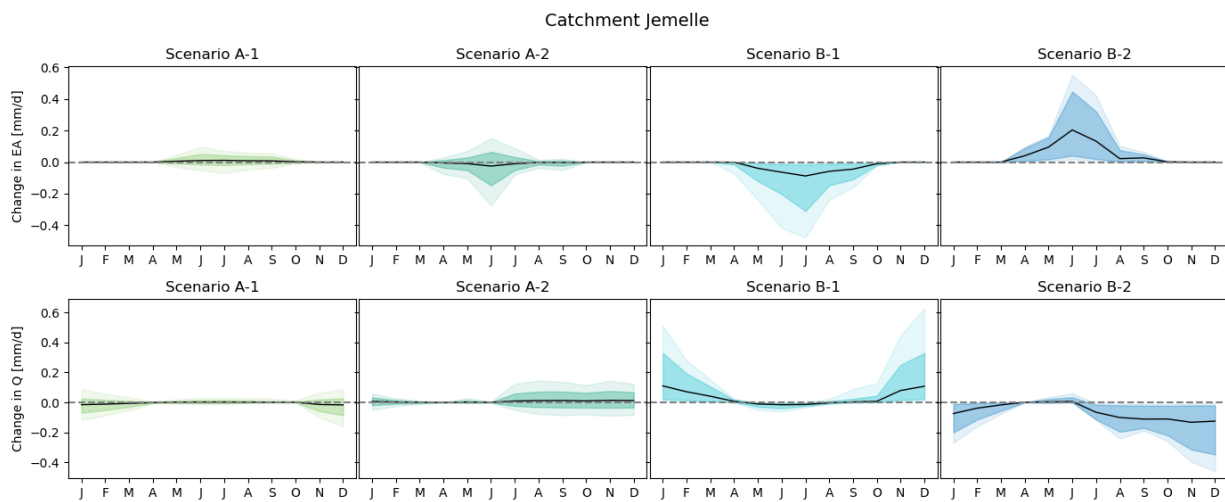 Catchment Jemelle
Scenario A-1 Scenario A-2 Scenario B-1 Scenario B-2
Change in EA [mm/d]
0.6
0.4
0.2
0.0
−0.2
−0.4
J F M A M J J A S O N D J F M A M J J A S O N D J F M A M J J A S O N D J F M A M J J A S O N D
Scenario A-1 Scenario A-2 Scenario B-1 Scenario B-2
Change in Q [mm/d]
0.6
0.4
0.2
0.0
−0.2
−0.4
J F M A M J J A S O N D J F M A M J J A S O N D J F M A M J J A S O N D J F M A M J J A S O N D